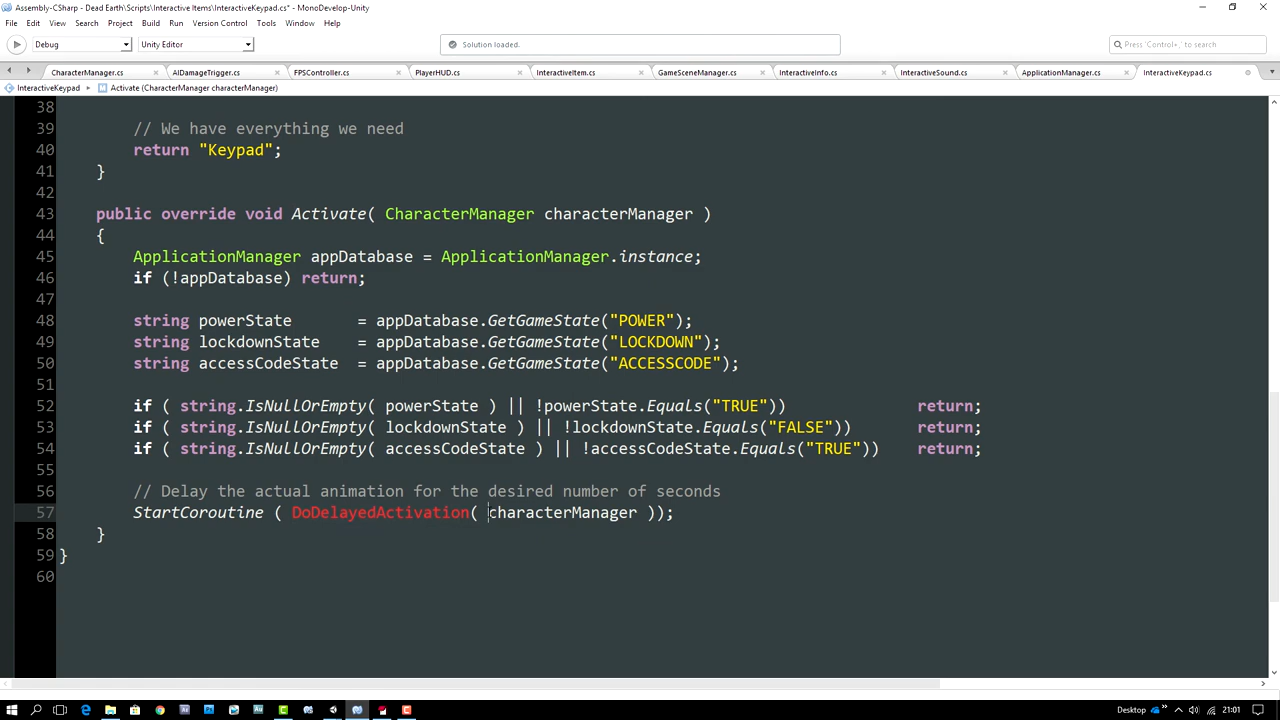 Assembly-CSharp - Dead Earth\Scripts\Interactive Items\InteractiveKeypad.cs* - MonoDevelop-Unity
File Edit View Search Project Build Run Version Control Tools Window Help
Debug Unity Editor Solution loaded. Press 'Control+,' to search
CharacterManager.cs AIDamageTrigger.cs FPSController.cs PlayerHUD.cs InteractiveItem.cs GameSceneManager.cs InteractiveInfo.cs InteractiveSound.cs ApplicationManager.cs InteractiveKeypad.cs
InteractiveKeypad Activate (CharacterManager characterManager)
38
39 // We have everything we need
40 return "Keypad";
41 }
42
43 public override void Activate( CharacterManager characterManager )
44 {
45 ApplicationManager appDatabase = ApplicationManager.instance;
46 if (!appDatabase) return;
47
48 string powerState = appDatabase.GetGameState("POWER");
49 string lockdownState = appDatabase.GetGameState("LOCKDOWN");
50 string accessCodeState = appDatabase.GetGameState("ACCESSCODE");
51
52 if ( string.IsNullOrEmpty( powerState ) || !powerState.Equals("TRUE")) return;
53 if ( string.IsNullOrEmpty( lockdownState ) || !lockdownState.Equals("FALSE")) return;
54 if ( string.IsNullOrEmpty( accessCodeState ) || !accessCodeState.Equals("TRUE")) return;
55
56 // Delay the actual animation for the desired number of seconds
57 StartCoroutine ( DoDelayedActivation( characterManager ));
58 }
59 }
60
Desktop 21:01